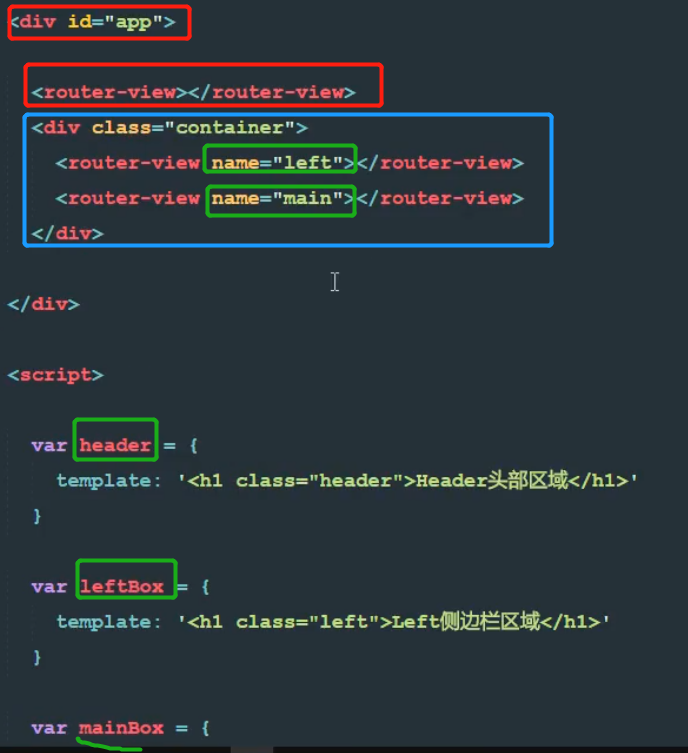 <div id="app">
<router-view></router-view>
<div class="container">
<router-view name="left"></router-view>
<router-view name="main"></router-view>
</div>
</div>
<script>
var header = {
template: '<h1 class="header">Header头部区域</h1>'
}
var leftBox = {
template: '<h1 class="left">Left侧边栏区域</h1>'
}
var mainBox = {